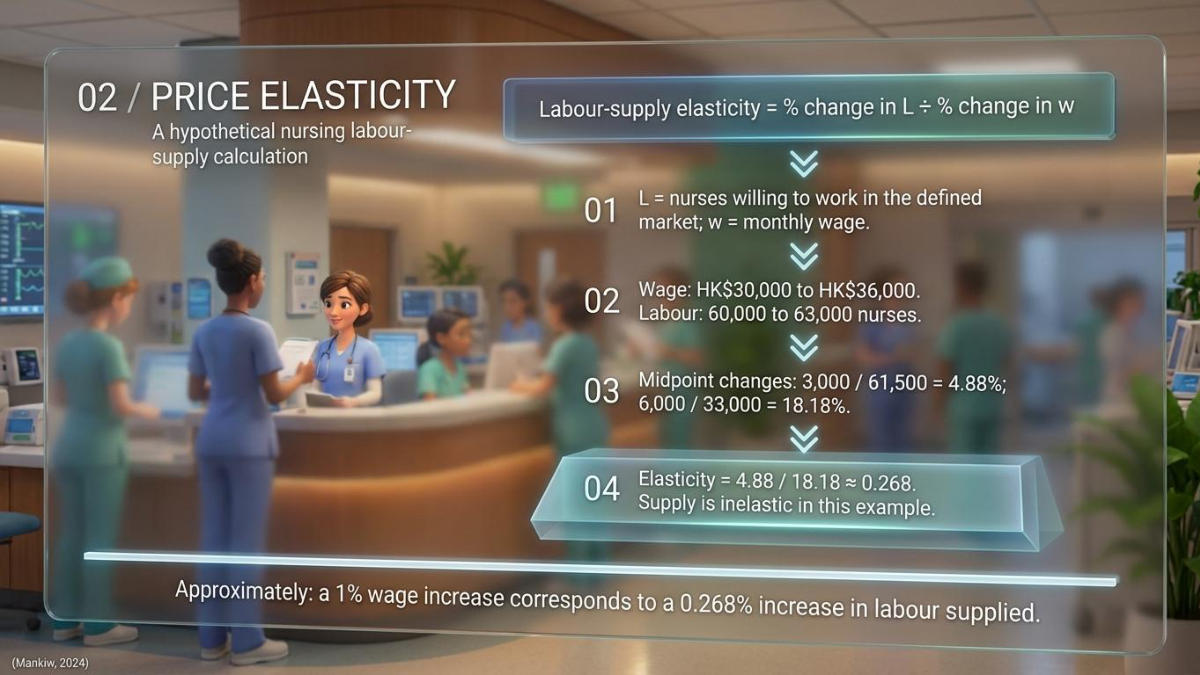 02 / PRICE ELASTICITY
A hypothetical nursing labour-
supply calculation
Labour-supply elasticity = % change in L ÷ % change in w
01
L = nurses willing to work in the defined
market; w = monthly wage.
02
Wage: HK$30,000 to HK$36,000.
Labour: 60,000 to 63,000 nurses.
03
Midpoint changes: 3,000 / 61,500 = 4.88%;
6,000 / 33,000 = 18.18%.
04
Elasticity = 4.88 / 18.18 ≈ 0.268.
Supply is inelastic in this example.
Approximately: a 1% wage increase corresponds to a 0.268% increase in labour supplied.
(Mankiw, 2024)